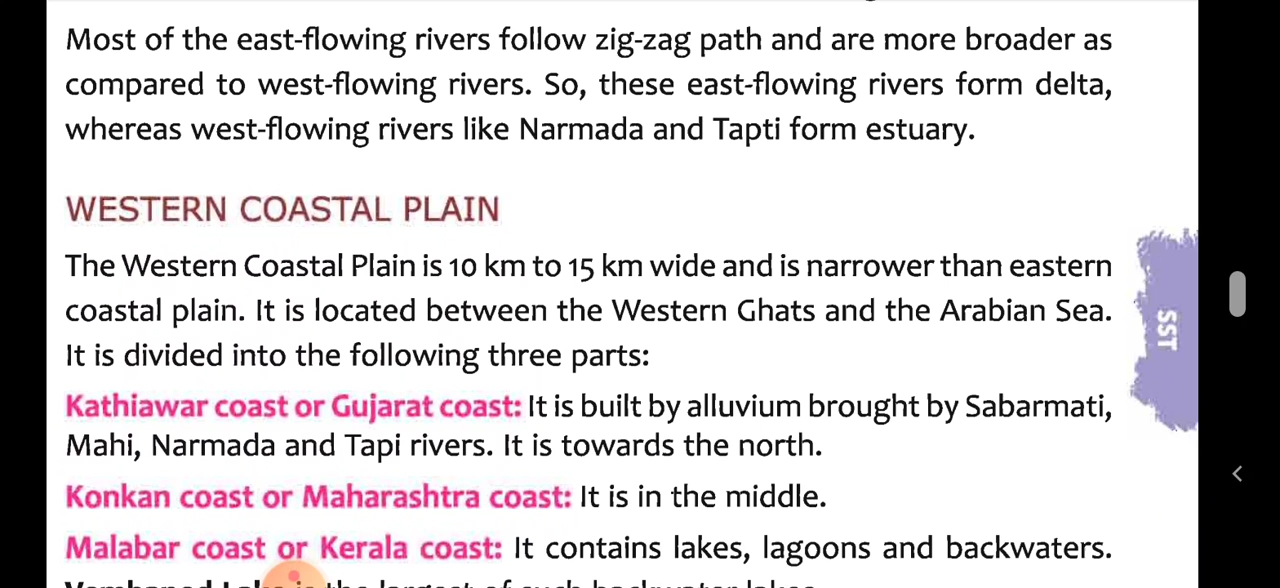 Most of the east-flowing rivers follow zig-zag path and are more broader as
compared to west-flowing rivers. So, these east-flowing rivers form delta,
whereas west-flowing rivers like Narmada and Tapti form estuary.
WESTERN COASTAL PLAIN
The Western Coastal Plain is 10 km to 15 km wide and is narrower than eastern
coastal plain. It is located between the Western Ghats and the Arabian Sea.
It is divided into the following three parts:
Kathiawar coast or Gujarat coast: It is built by alluvium brought by Sabarmati,
Mahi, Narmada and Tapi rivers. It is towards the north.
Konkan coast or Maharashtra coast: It is in the middle.
Malabar coast or Kerala coast: It contains lakes, lagoons and backwaters.
the largest of such backwater lakes.
SST